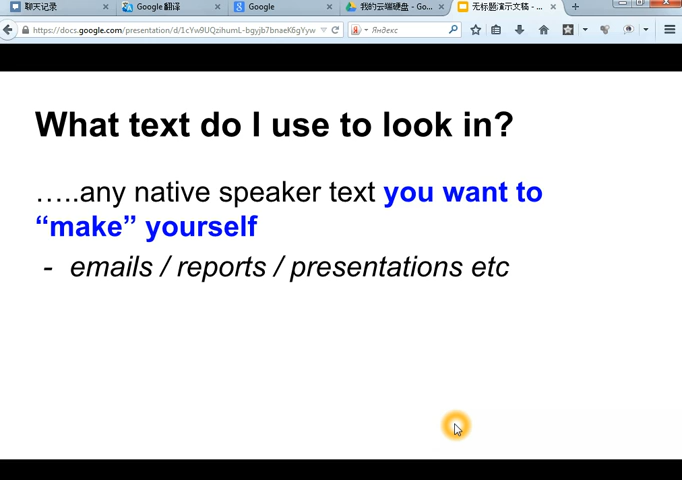 聊天记录
Google 翻译
Google
我的云端硬盘 - Go...
无标题演示文稿 - ...
https://docs.google.com/presentation/d/1cYw9UQzihumL-bgyjb7bnaeK6gYyw
Яндекс
What text do I use to look in?
…..any native speaker text you want to
“make” yourself
- emails / reports / presentations etc